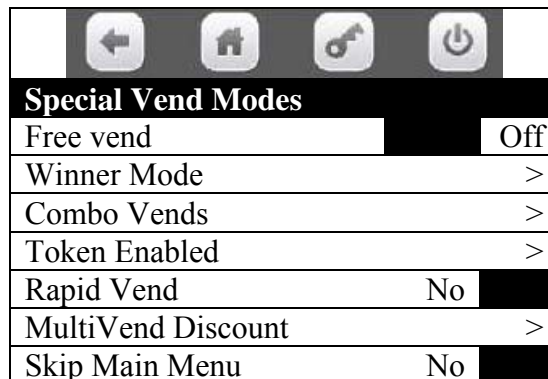 Special Vend Modes
Free vend Off
Winner Mode >
Combo Vends >
Token Enabled >
Rapid Vend No
MultiVend Discount >
Skip Main Menu No